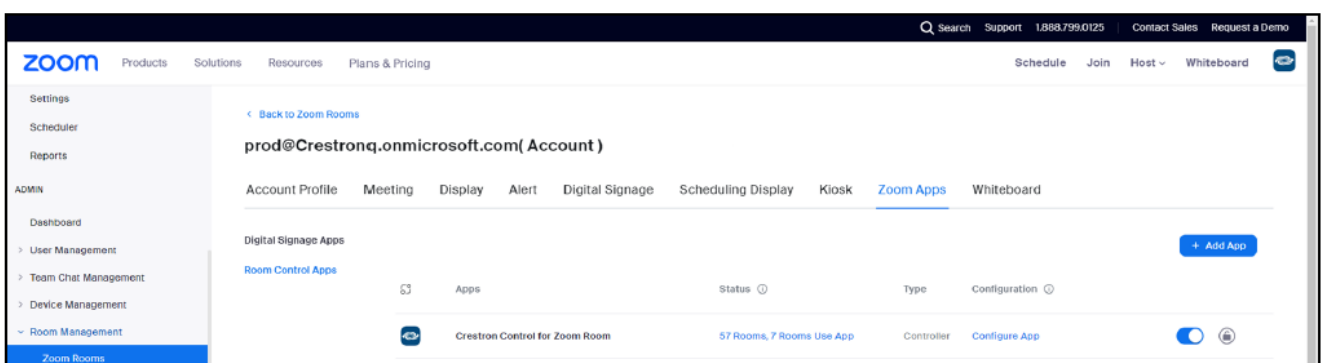 Search Support 1.888.799.0125 Contact Sales Request a Demo
zoom Products Solutions Resources Plans & Pricing Schedule Join Host Whiteboard
Settings
Scheduler
Reports
ADMIN
Dashboard
User Management
Team Chat Management
Device Management
Room Management
Zoom Rooms
Back to Zoom Rooms
prod@Crestronq.onmicrosoft.com( Account )
Account Profile Meeting Display Alert Digital Signage Scheduling Display Kiosk Zoom Apps Whiteboard
Digital Signage Apps
Room Control Apps
+ Add App
Apps Status Type Configuration
Crestron Control for Zoom Room 57 Rooms, 7 Rooms Use App Controller Configure App